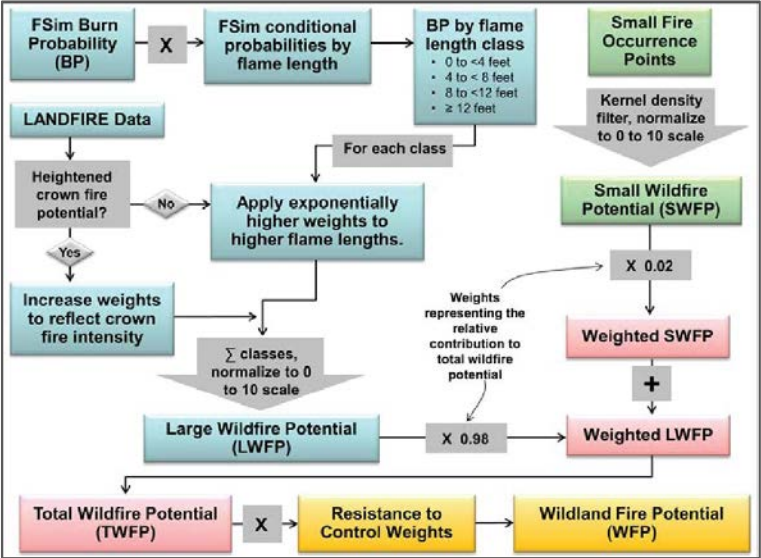 FSim Burn
Probability
(BP)
X
FSim conditional
probabilities by
flame length
BP by flame
length class
• 0 to <4 feet
• 4 to < 8 feet
• 8 to <12 feet
• ≥ 12 feet
Small Fire
Occurrence
Points
LANDFIRE Data
For each class
Kernel density
filter, normalize
to 0 to 10 scale
Heightened
crown fire
potential?
No
Yes
Apply exponentially
higher weights to
higher flame lengths.
Small Wildfire
Potential (SWFP)
X 0.02
Increase weights
to reflect crown
fire intensity
Weights
representing the
relative
contribution to
total wildfire
potential
Weighted SWFP
∑ classes,
normalize to 0
to 10 scale
+
Large Wildfire Potential
(LWFP)
X 0.98
Weighted LWFP
Total Wildfire Potential
(TWFP)
X
Resistance to
Control Weights
Wildland Fire Potential
(WFP)